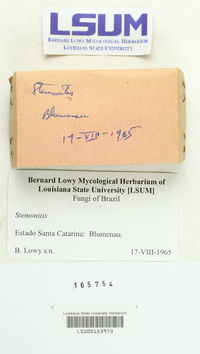 LSUM
BERNARD LOWY MYCOLOGICAL HERBARIUM
LOUISIANA STATE UNIVERSITY
Stemonitis
Blumenau
17-VIII-1965
Bernard Lowy Mycological Herbarium of
Louisiana State University [LSUM]
Fungi of Brazil
Stemonitis
Estado Santa Catarina: Blumenau.
B. Lowy s.n. 17-VIII-1965
165754
Louisiana State University Herbarium